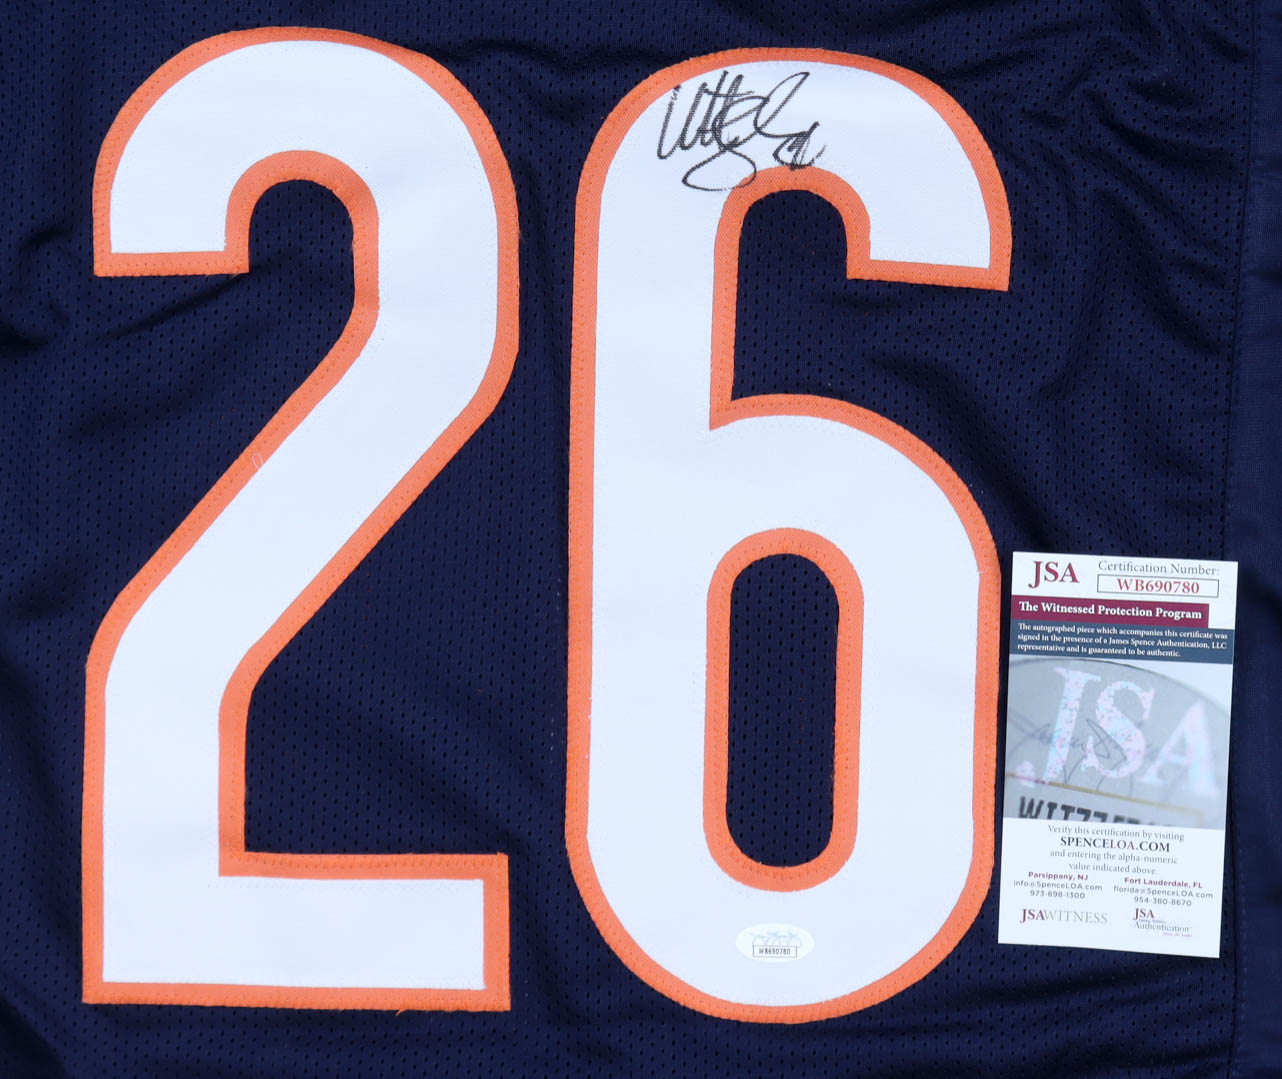 26
JSA
Certification Number:
WB690780
The Witnessed Protection Program
The autographed piece which accompanies this certificate was
signed in the presence of a James Spence Authentication, LLC
representative and is guaranteed to be authentic.
JSA
Verify this certification by visiting
SPENCELOA.COM
and entering the alpha-numeric
value indicated above.
Parsippany, NJ
info@SpenceLOA.com
973-898-1300
Fort Lauderdale, FL
florida@SpenceLOA.com
954-380-8670
JSAWITNESS
JSA
Authentication
WB690780